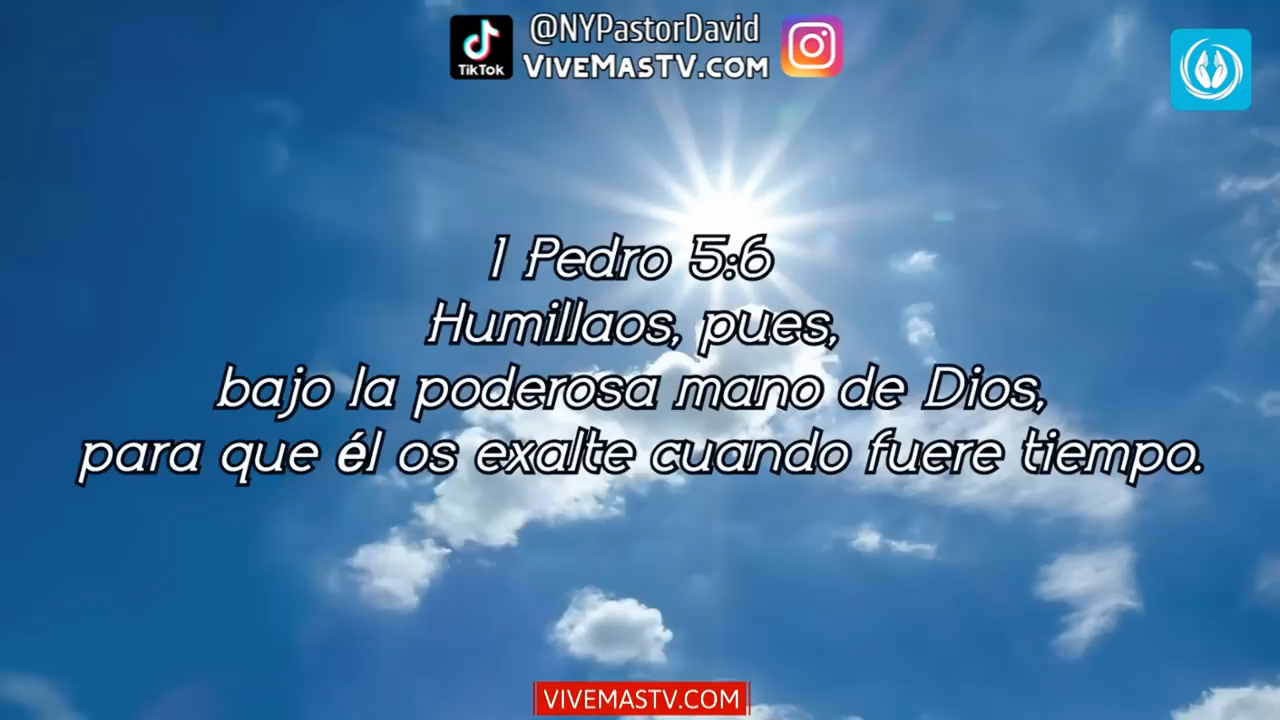 @NYPastorDavid
TikTok
ViveMasTV.com
1 Pedro 5:6
Humillaos, pues,
bajo la poderosa mano de Dios,
para que él os exalte cuando fuere tiempo.
VIVEMASTV.COM